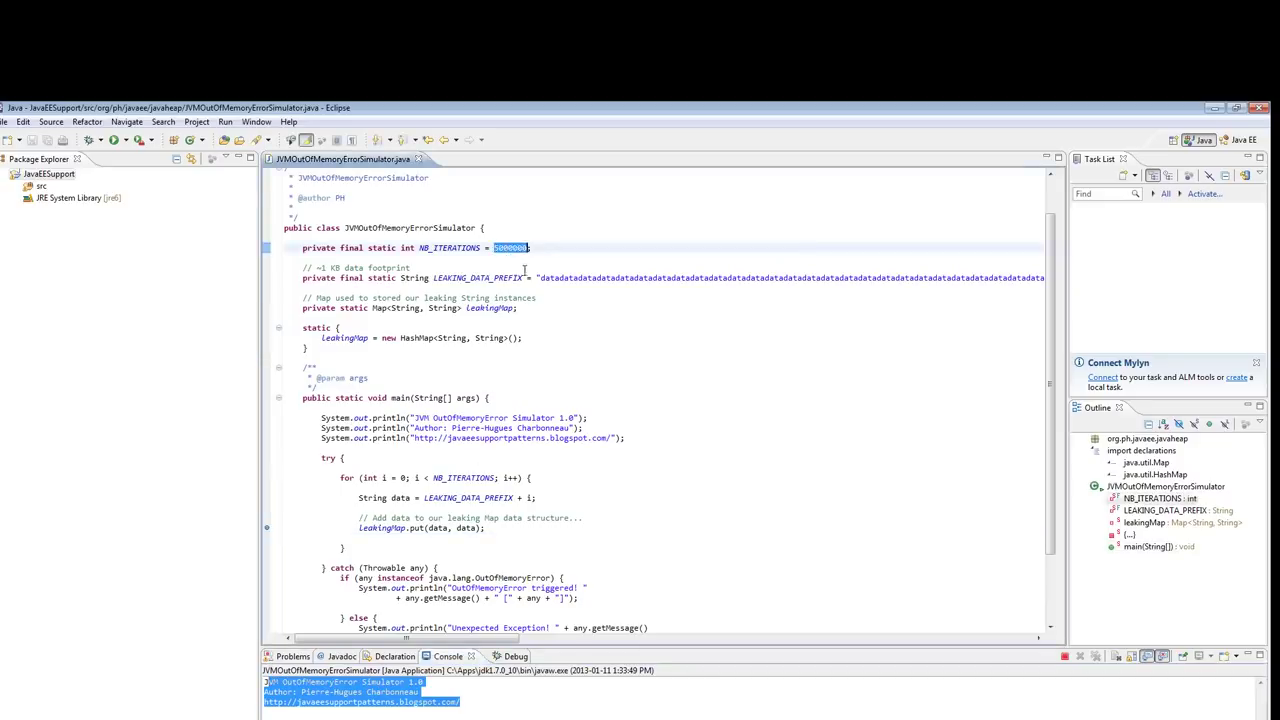 Java - JavaEESupport/src/org/ph/javaee/javaheap/JVMOutOfMemoryErrorSimulator.java - Eclipse
File Edit Source Refactor Navigate Search Project Run Window Help
Java Java EE
Package Explorer
JavaEESupport
src
JRE System Library [jre6]
JVMOutOfMemoryErrorSimulator.java
* JVMOutOfMemoryErrorSimulator
*
* @author PH
*
*/
public class JVMOutOfMemoryErrorSimulator {
private final static int NB_ITERATIONS = 5000000;
// ~1 KB data footprint
private final static String LEAKING_DATA_PREFIX = "datadatadatadatadatadatadatadatadatadatadatadatadatadatadatadatadatadatadatadatadatadatadatadatadatadata
// Map used to stored our leaking String instances
private static Map<String, String> leakingMap;
static {
leakingMap = new HashMap<String, String>();
}
/**
* @param args
*/
public static void main(String[] args) {
System.out.println("JVM OutOfMemoryError Simulator 1.0");
System.out.println("Author: Pierre-Hugues Charbonneau");
System.out.println("http://javaeesupportpatterns.blogspot.com/");
try {
for (int i = 0; i < NB_ITERATIONS; i++) {
String data = LEAKING_DATA_PREFIX + i;
// Add data to our leaking Map data structure...
leakingMap.put(data, data);
}
} catch (Throwable any) {
if (any instanceof java.lang.OutOfMemoryError) {
System.out.println("OutOfMemoryError triggered! "
+ any.getMessage() + " [" + any + "]");
} else {
System.out.println("Unexpected Exception! " + any.getMessage()
Task List
Find All Activate...
Connect Mylyn
Connect to your task and ALM tools or create a local task.
Outline
org.ph.javaee.javaheap
import declarations
java.util.Map
java.util.HashMap
JVMOutOfMemoryErrorSimulator
NB_ITERATIONS : int
LEAKING_DATA_PREFIX : String
leakingMap : Map<String, String>
{...}
main(String[]) : void
Problems Javadoc Declaration Console Debug
JVMOutOfMemoryErrorSimulator [Java Application] C:\Apps\jdk1.7.0_10\bin\javaw.exe (2013-01-11 1:33:49 PM)
JVM OutOfMemoryError Simulator 1.0
Author: Pierre-Hugues Charbonneau
http://javaeesupportpatterns.blogspot.com/